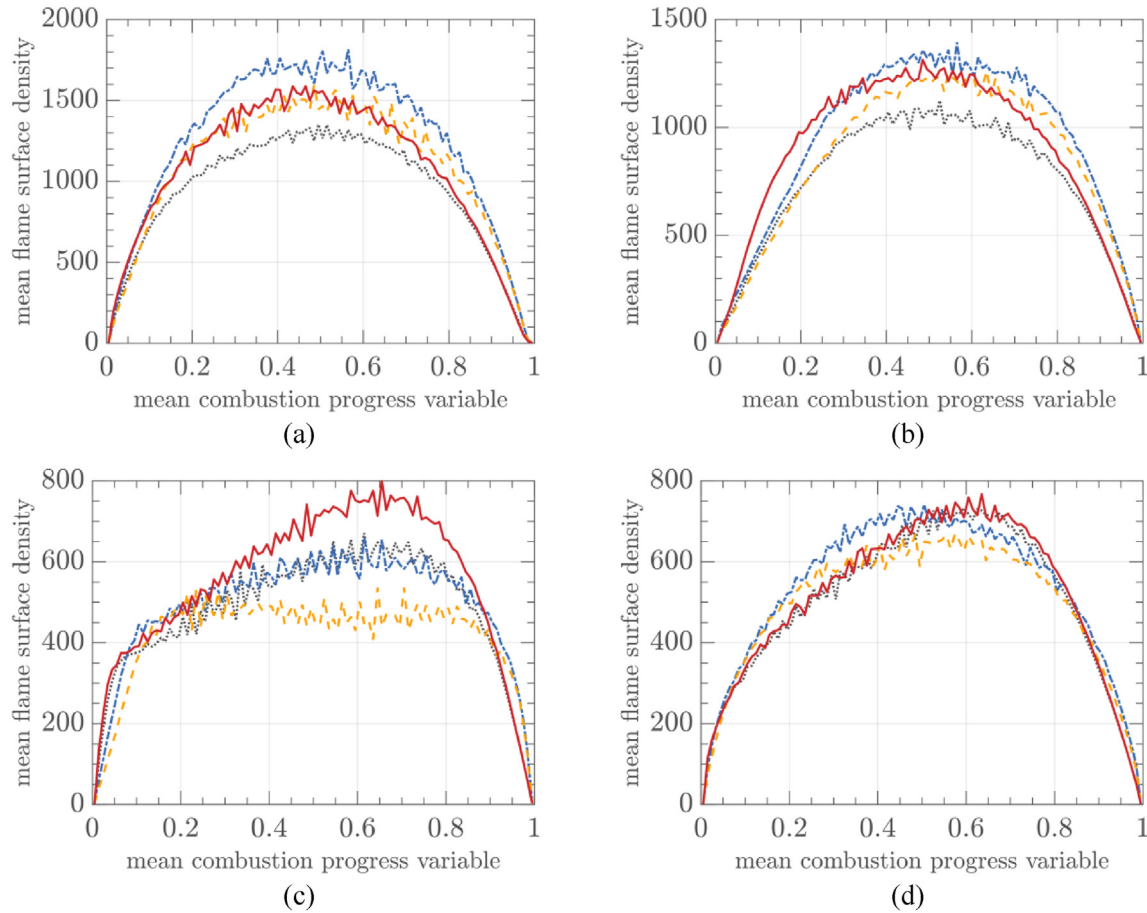 2000
1500
1000
500
0
mean flame surface density
0 0.2 0.4 0.6 0.8 1
mean combustion progress variable
(a)
1500
1000
500
0
mean flame surface density
0 0.2 0.4 0.6 0.8 1
mean combustion progress variable
(b)
800
600
400
200
0
mean flame surface density
0 0.2 0.4 0.6 0.8 1
mean combustion progress variable
(c)
800
600
400
200
0
mean flame surface density
0 0.2 0.4 0.6 0.8 1
mean combustion progress variable
(d)